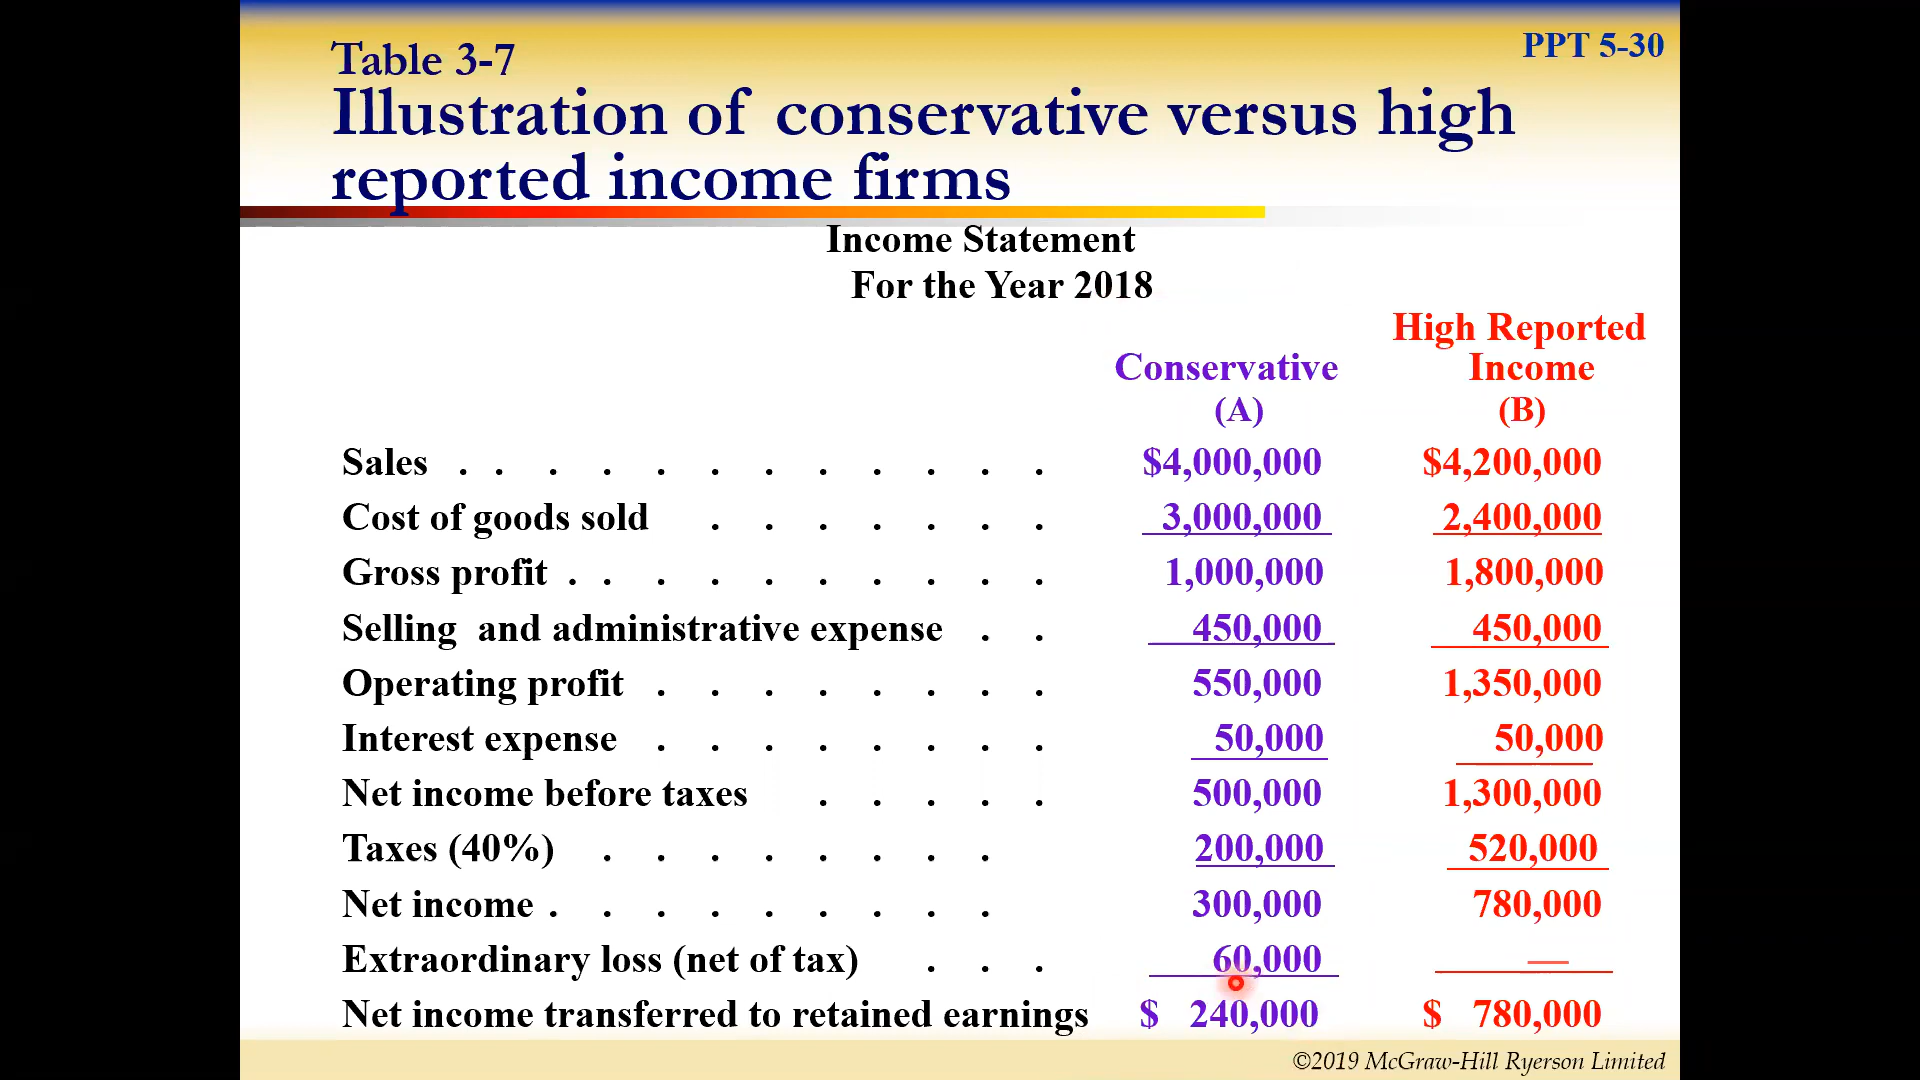 PPT 5-30
Table 3-7
Illustration of conservative versus high
reported income firms
Income Statement
For the Year 2018
High Reported
Conservative Income
(A) (B)
Sales . . . . . . . . . . . . $4,000,000 $4,200,000
Cost of goods sold . . . . . . . 3,000,000 2,400,000
Gross profit . . . . . . . . . . 1,000,000 1,800,000
Selling and administrative expense . . 450,000 450,000
Operating profit . . . . . . . . 550,000 1,350,000
Interest expense . . . . . . . . 50,000 50,000
Net income before taxes . . . . . 500,000 1,300,000
Taxes (40%) . . . . . . . . 200,000 520,000
Net income . . . . . . . . . 300,000 780,000
Extraordinary loss (net of tax) . . . 60,000 —
Net income transferred to retained earnings $ 240,000 $ 780,000
©2019 McGraw-Hill Ryerson Limited